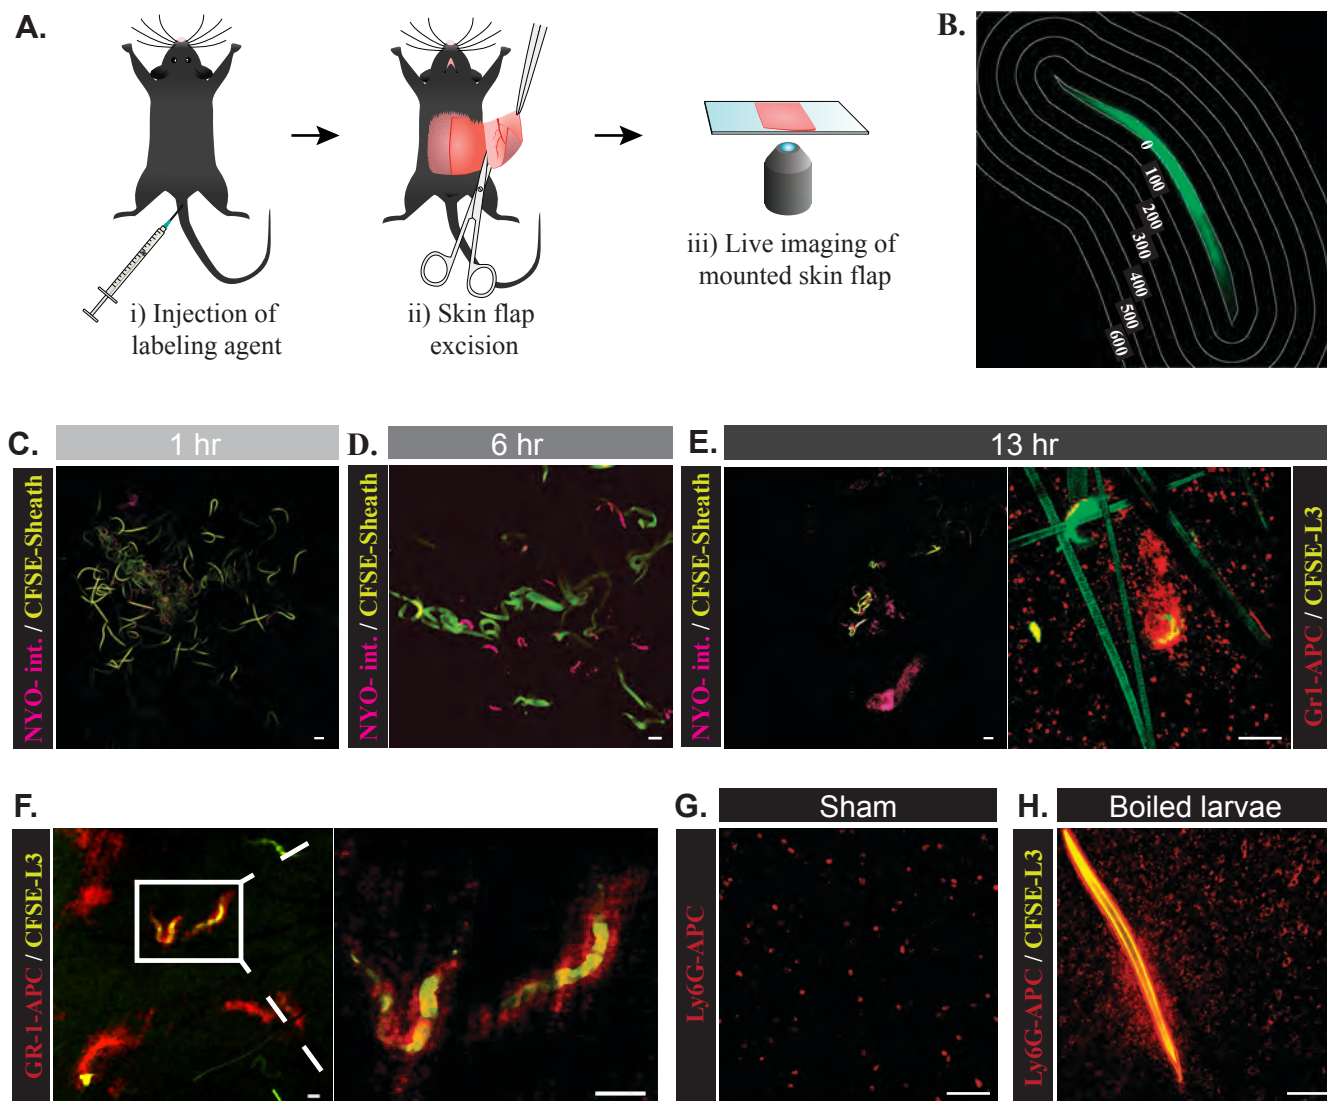 A.
i) Injection of
labeling agent
ii) Skin flap
excision
iii) Live imaging of
mounted skin flap
B.
0
100
200
300
400
500
600
C.
1 hr
NYO- int. / CFSE-Sheath
D.
6 hr
NYO- int. / CFSE-Sheath
E.
13 hr
NYO- int. / CFSE-Sheath
Gr1-APC / CFSE-L3
F.
GR-1-APC / CFSE-L3
G.
Sham
Ly6G-APC
H.
Boiled larvae
Ly6G-APC / CFSE-L3